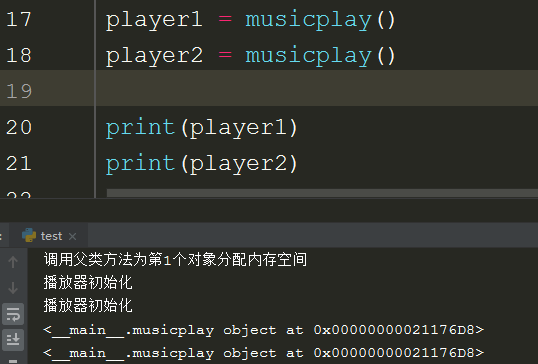 17 player1 = musicplay()
18 player2 = musicplay()
19
20 print(player1)
21 print(player2)
test ×
调用父类方法为第1个对象分配内存空间
播放器初始化
播放器初始化
<__main__.musicplay object at 0x00000000021176D8>
<__main__.musicplay object at 0x00000000021176D8>